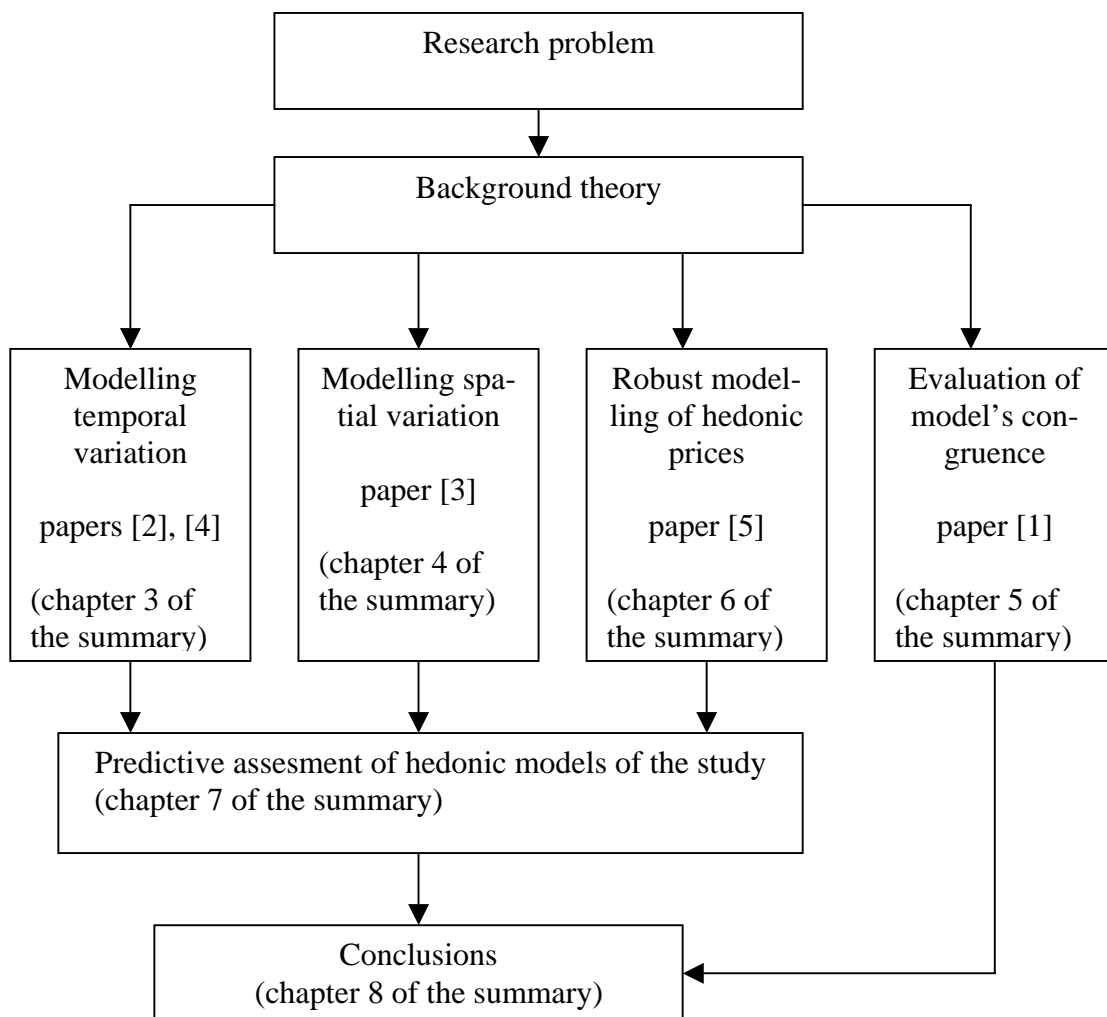 Research problem
Background theory
Modelling
temporal
variation
papers [2], [4]
(chapter 3 of
the summary)
Modelling spa-
tial variation
paper [3]
(chapter 4 of
the summary)
Robust model-
ling of hedonic
prices
paper [5]
(chapter 6 of
the summary)
Evaluation of
model’s con-
gruence
paper [1]
(chapter 5 of
the summary)
Predictive assesment of hedonic models of the study
(chapter 7 of the summary)
Conclusions
(chapter 8 of the summary)